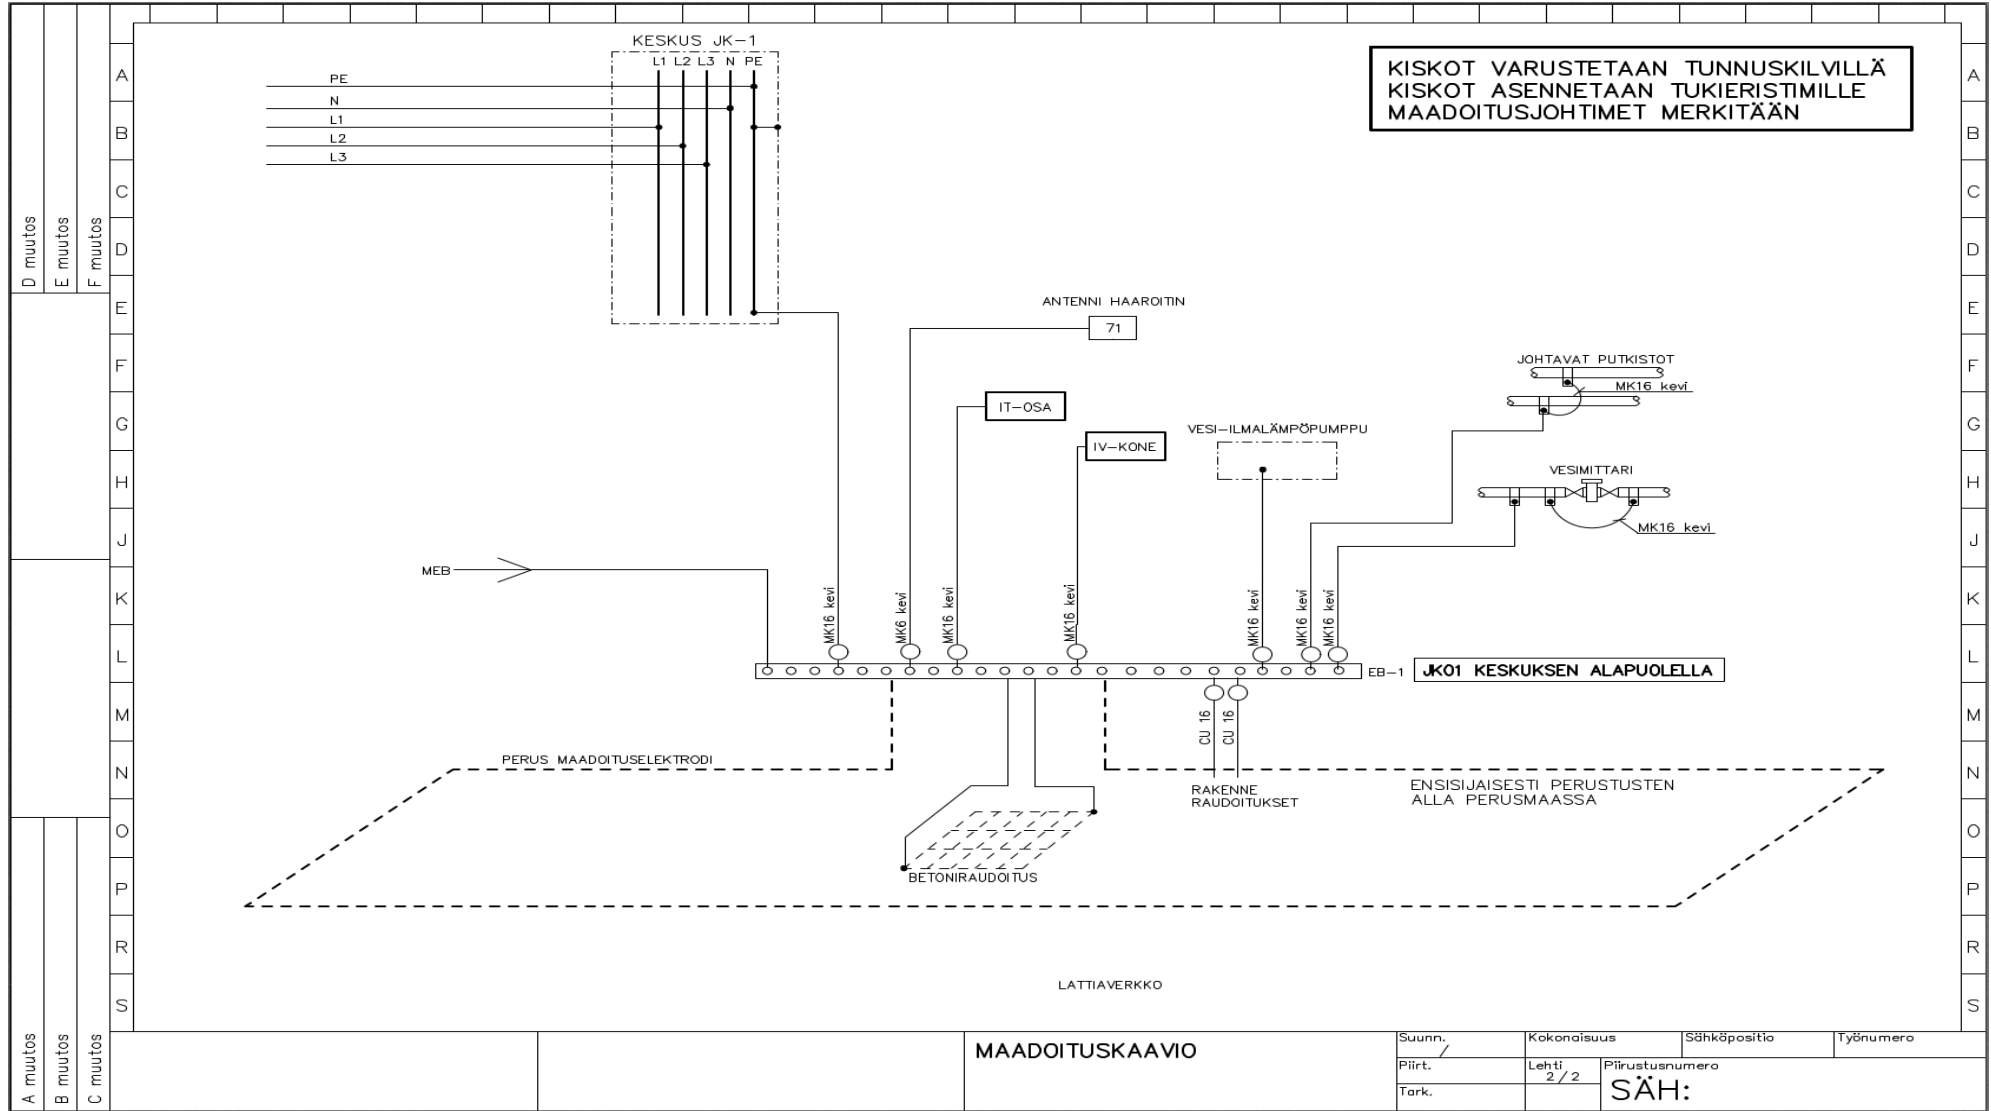 KESKUS JK-1
L1 L2 L3 N PE
PE
N
L1
L2
L3
KISKOT VARUSTETAAN TUNNUSKILVILLÄ
KISKOT ASENNETAAN TUKIERISTIMILLE
MAADOITUSJOHTIMET MERKITÄÄN
A
B
C
D
E
F
G
H
J
K
L
M
N
O
P
R
S
A
B
C
D
E
F
G
H
J
K
L
M
N
O
P
R
S
D muutos
E muutos
F muutos
A muutos
B muutos
C muutos
ANTENNI HAAROITIN
71
IT-OSA
IV-KONE
VESI-ILMALÄMPÖPUMPPU
JOHTAVAT PUTKISTOT
MK16 kevi
VESIMITTARI
MK16 kevi
MEB
MK16 kevi
MK6 kevi
MK16 kevi
MK16 kevi
MK16 kevi
MK16 kevi
MK16 kevi
EB-1
JK01 KESKUKSEN ALAPUOLELLA
CU 16
CU 16
PERUS MAADOITUSELEKTRODI
RAKENNE
RAUDOITUKSET
ENSISIJAISESTI PERUSTUSTEN
ALLA PERUSMAASSA
BETONIRAUDOITUS
LATTIAVERKKO
MAADOITUSKAAVIO
Suunn.
/
Kokonaisuus
Sähköpositio
Työnumero
Piirt.
Lehti
2/2
Piirustusnumero
SÄH:
Tark.